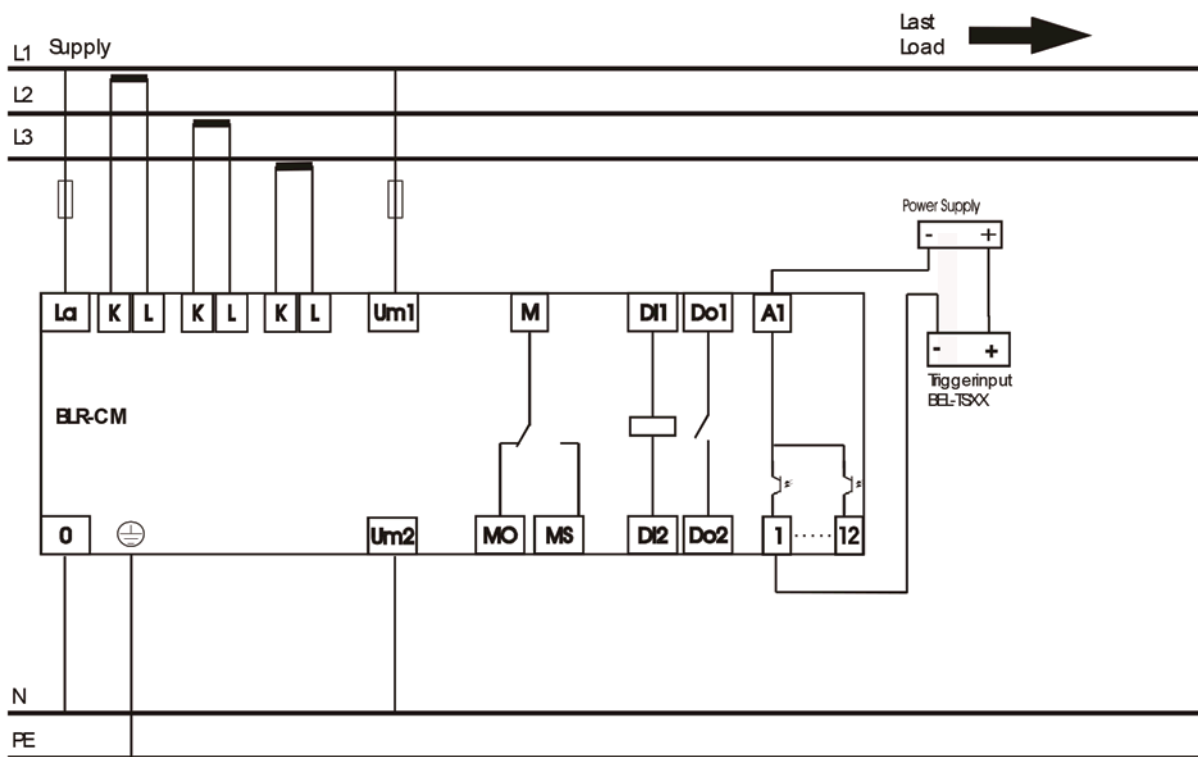 Last
Load
L1 Supply
L2
L3
Power Supply
- +
La K L K L K L Um1 M DI1 Do1 A1
- +
Triggerinput
BEL-TSXX
BLR-CM
0 Um2 MO MS DI2 Do2 1 ...... 12
N
PE